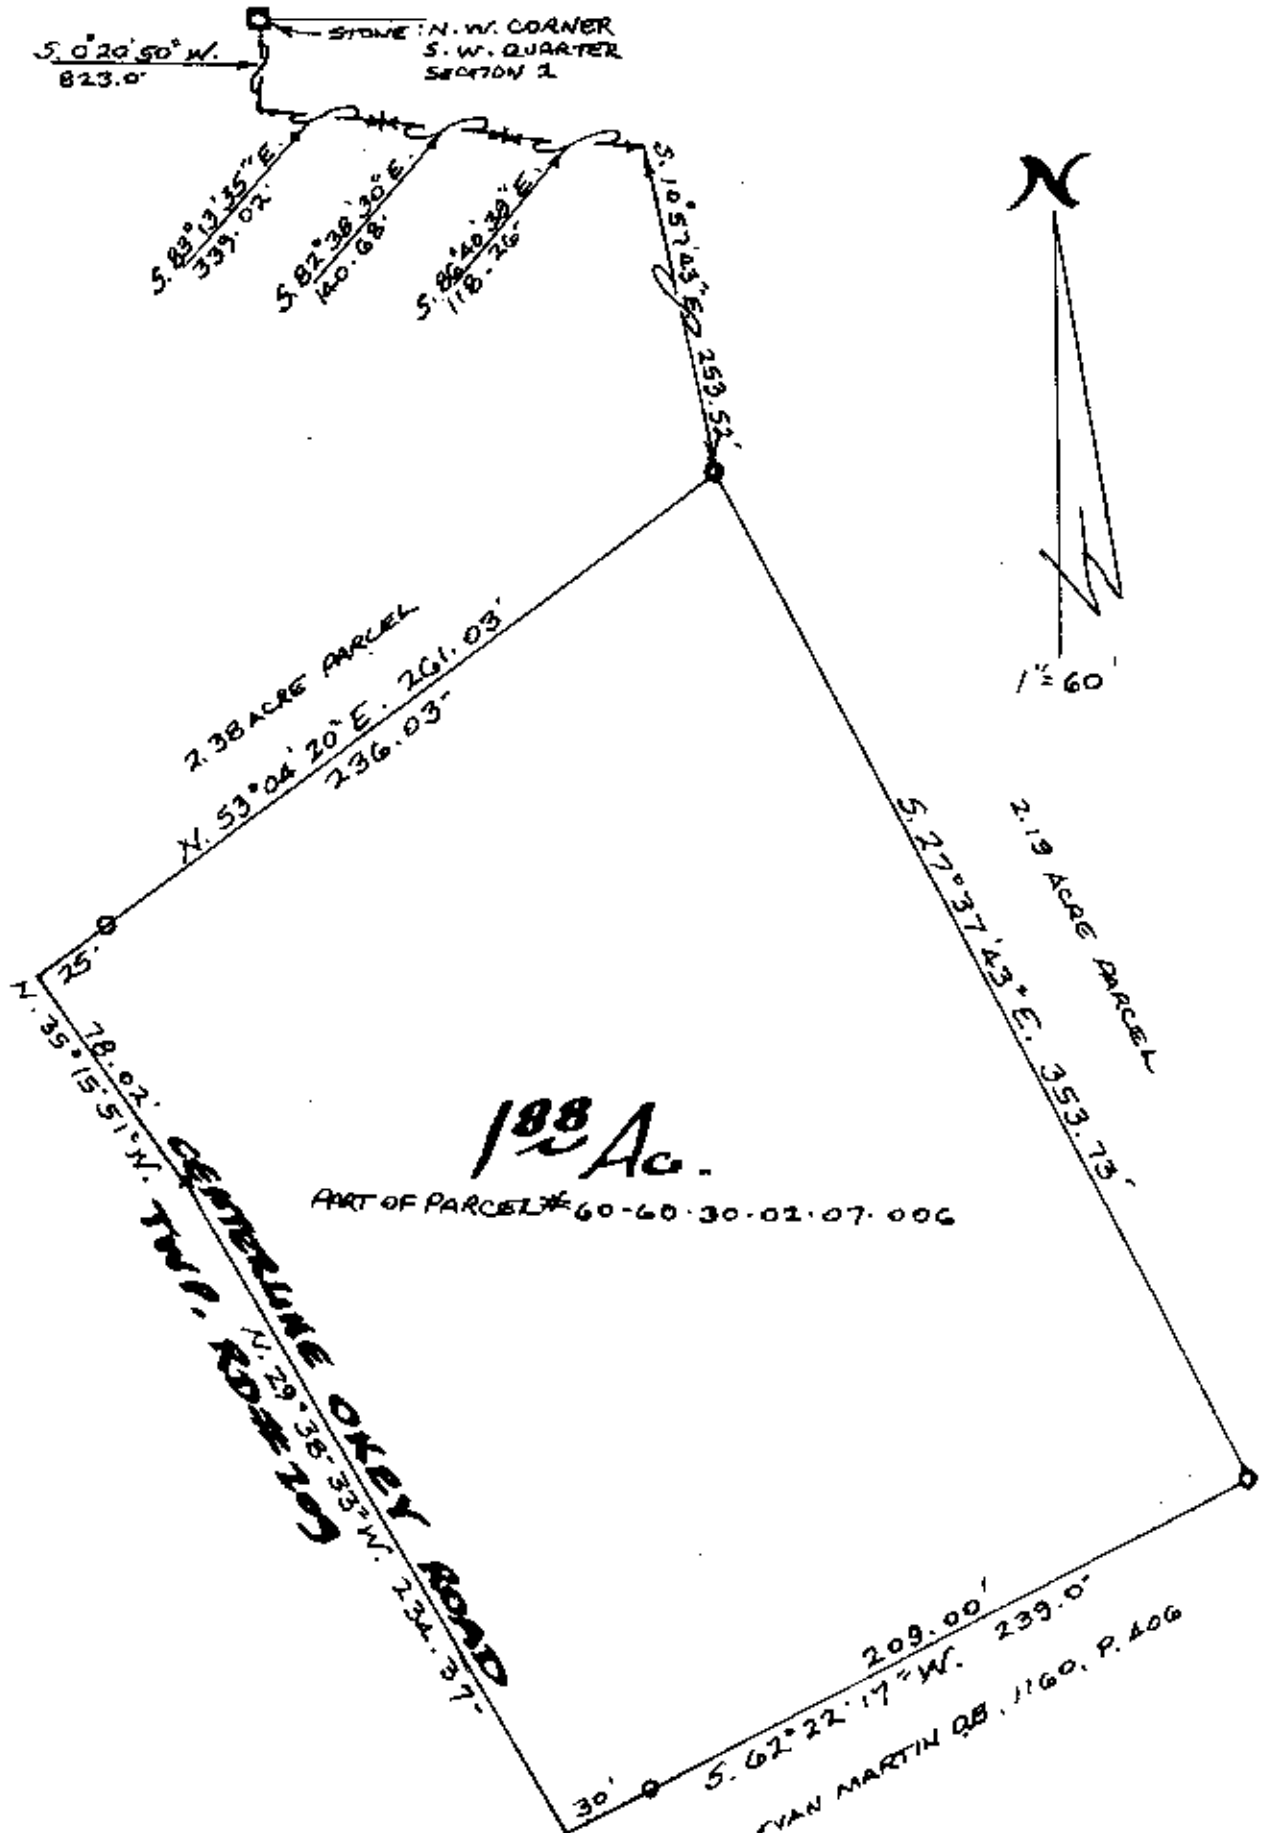 STONE: N.W. CORNER
S.W. QUARTER
SECTION 2
S. 0°20'50" W.
823.0'
S. 83°13'35" E.
339.02'
S. 82°38'30" E.
140.68'
S. 86°40'39" E.
118.26'
S. 10°57'43" E. 253.52'
N
1"=60'
2.38 ACRE PARCEL
N. 53°04'20" E. 261.03'
236.03'
25'
2.19 ACRE PARCEL
S. 27°37'43" E. 353.73'
N. 35°15'51" W.
78.02'
1.88 Ac.
PART OF PARCEL # 60-60-30-02-07-006
CENTERLINE OKEY ROAD
TWP. RD #
N. 29°38'33" W. 234.37'
209.00'
S. 62°22'17" W. 239.0'
30'
MARTIN D.B. 1160, P. 406